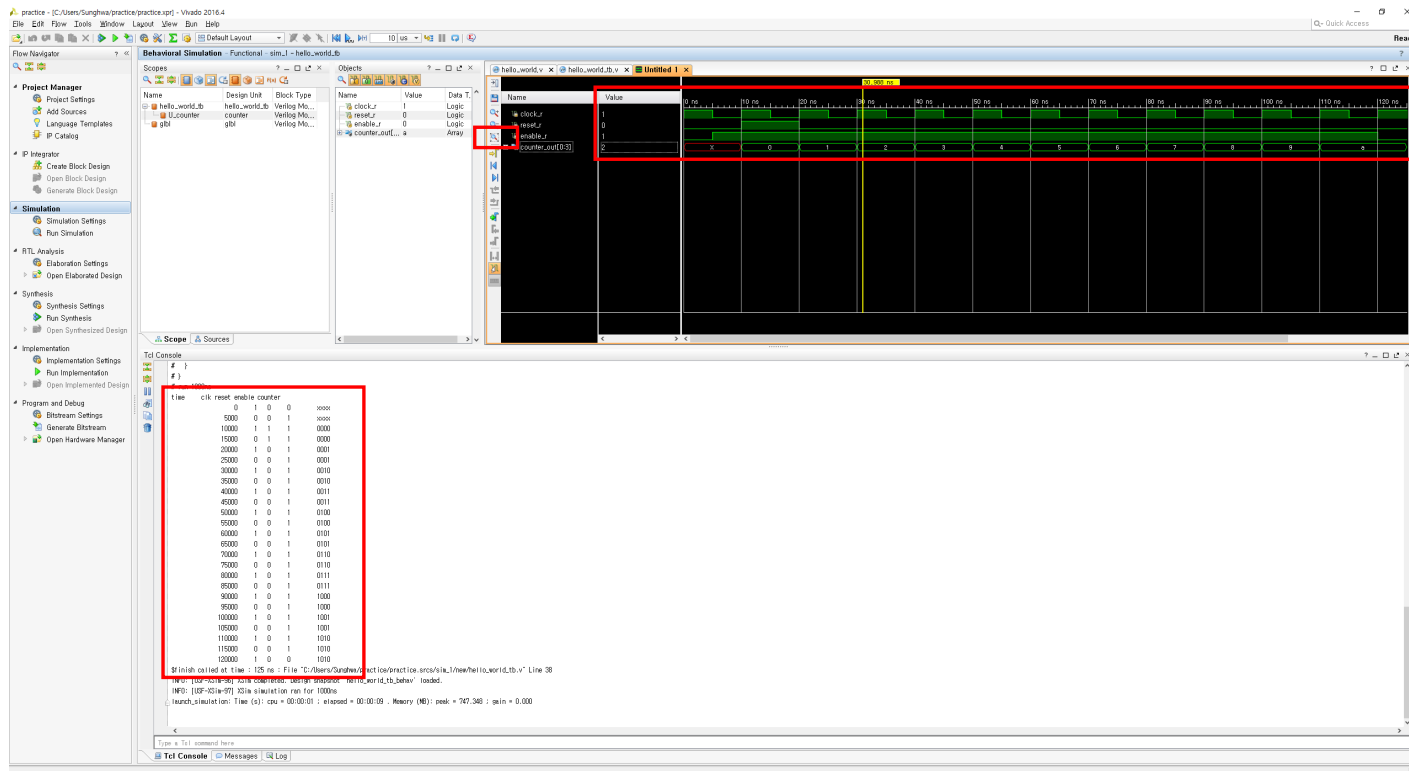 practice - [C:/Users/Sunghwa/practice/practice.xpr] - Vivado 2016.4
File Edit Flow Tools Window Layout View Run Help
Q- Quick Access
Default Layout
10 us
Read
Flow Navigator
Behavioral Simulation - Functional - sim_1 - hello_world_tb
Project Manager
Project Settings
Add Sources
Language Templates
IP Catalog
IP Integrator
Create Block Design
Open Block Design
Generate Block Design
Simulation
Simulation Settings
Run Simulation
RTL Analysis
Elaboration Settings
Open Elaborated Design
Synthesis
Synthesis Settings
Run Synthesis
Open Synthesized Design
Implementation
Implementation Settings
Run Implementation
Open Implemented Design
Program and Debug
Bitstream Settings
Generate Bitstream
Open Hardware Manager
Scopes
Name Design Unit Block Type
hello_world_tb hello_world_tb Verilog Mo...
U_counter counter Verilog Mo...
glbl glbl Verilog Mo...
Scope Sources
Objects
Name Value Data T...
clock_r 1 Logic
reset_r 0 Logic
enable_r 0 Logic
counter_out[... a Array
hello_world.v hello_world_tb.v Untitled 1
30.988 ns
Name Value
0 ns 10 ns 20 ns 30 ns 40 ns 50 ns 60 ns 70 ns 80 ns 90 ns 100 ns 110 ns 120 ns
clock_r 1
reset_r 0
enable_r 1
counter_out[0:3] 2 X 0 1 2 3 4 5 6 7 8 9 a
Tcl Console
# }
# }
# run 1000ns
time clk reset enable counter
0 1 0 0 xxxx
5000 0 0 1 xxxx
10000 1 1 1 0000
15000 0 1 1 0000
20000 1 0 1 0001
25000 0 0 1 0001
30000 1 0 1 0010
35000 0 0 1 0010
40000 1 0 1 0011
45000 0 0 1 0011
50000 1 0 1 0100
55000 0 0 1 0100
60000 1 0 1 0101
65000 0 0 1 0101
70000 1 0 1 0110
75000 0 0 1 0110
80000 1 0 1 0111
85000 0 0 1 0111
90000 1 0 1 1000
95000 0 0 1 1000
100000 1 0 1 1001
105000 0 0 1 1001
110000 1 0 1 1010
115000 0 0 1 1010
120000 1 0 0 1010
$finish called at time : 125 ns : File "C:/Users/Sunghwa/practice/practice.srcs/sim_1/new/hello_world_tb.v" Line 38
INFO: [USF-XSim-96] XSim completed. Design snapshot 'hello_world_tb_behav' loaded.
INFO: [USF-XSim-97] XSim simulation ran for 1000ns
launch_simulation: Time (s): cpu = 00:00:01 ; elapsed = 00:00:09 . Memory (MB): peak = 747.348 ; gain = 0.000
Type a Tcl command here
Tcl Console Messages Log